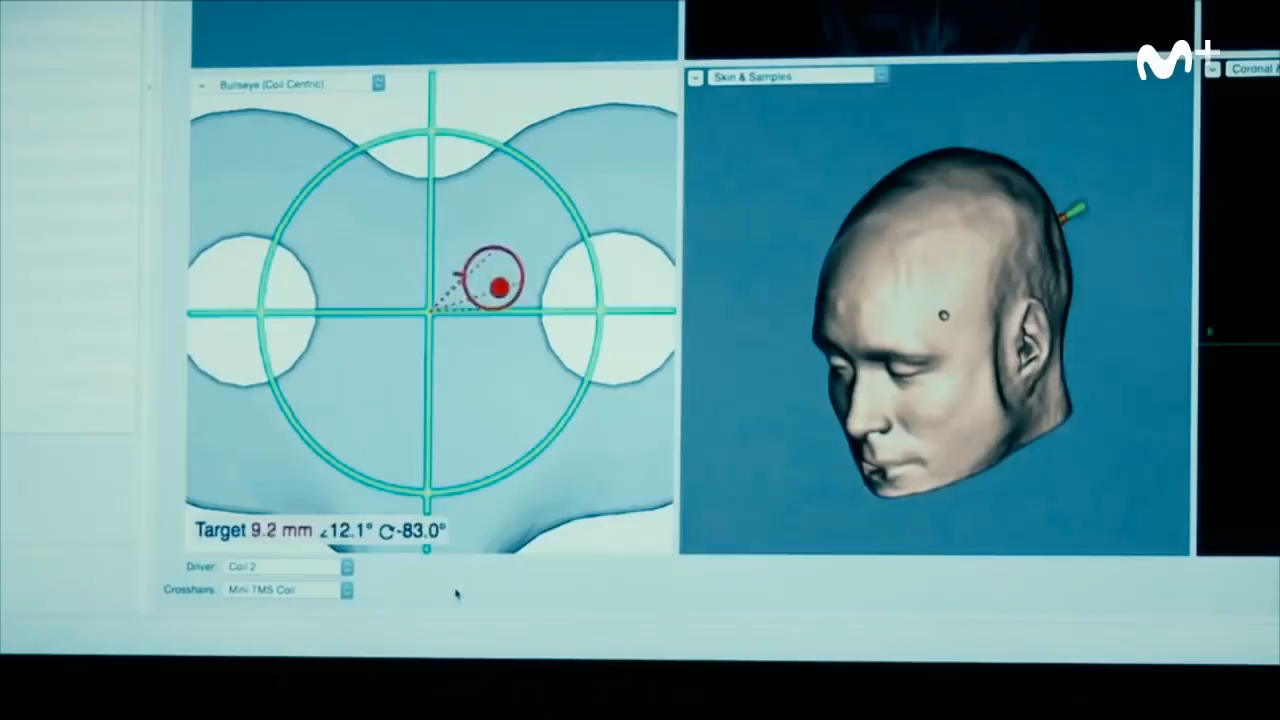 M+
Bullseye (Coil Centric)
Skin & Samples
Coronal
Target 9.2 mm ∠12.1° ⟳-83.0°
Driver: Coil 2
Crosshairs: Mini TMS Coil